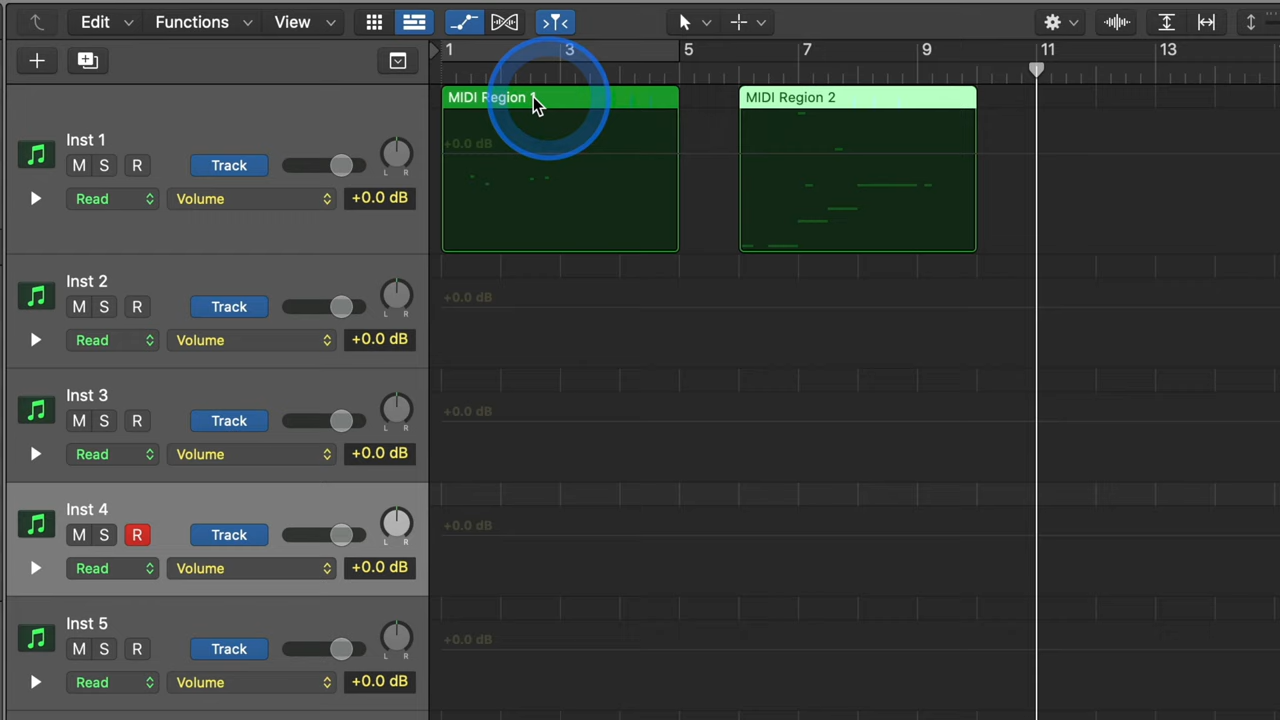 Edit Functions View
1 3 5 7 9 11 13
MIDI Region 1 MIDI Region 2
Inst 1
+0.0 dB
M S R Track
L R
Read Volume +0.0 dB
Inst 2
+0.0 dB
M S R Track
L R
Read Volume +0.0 dB
Inst 3
+0.0 dB
M S R Track
L R
Read Volume +0.0 dB
Inst 4
+0.0 dB
M S R Track
L R
Read Volume +0.0 dB
Inst 5
+0.0 dB
M S R Track
L R
Read Volume +0.0 dB